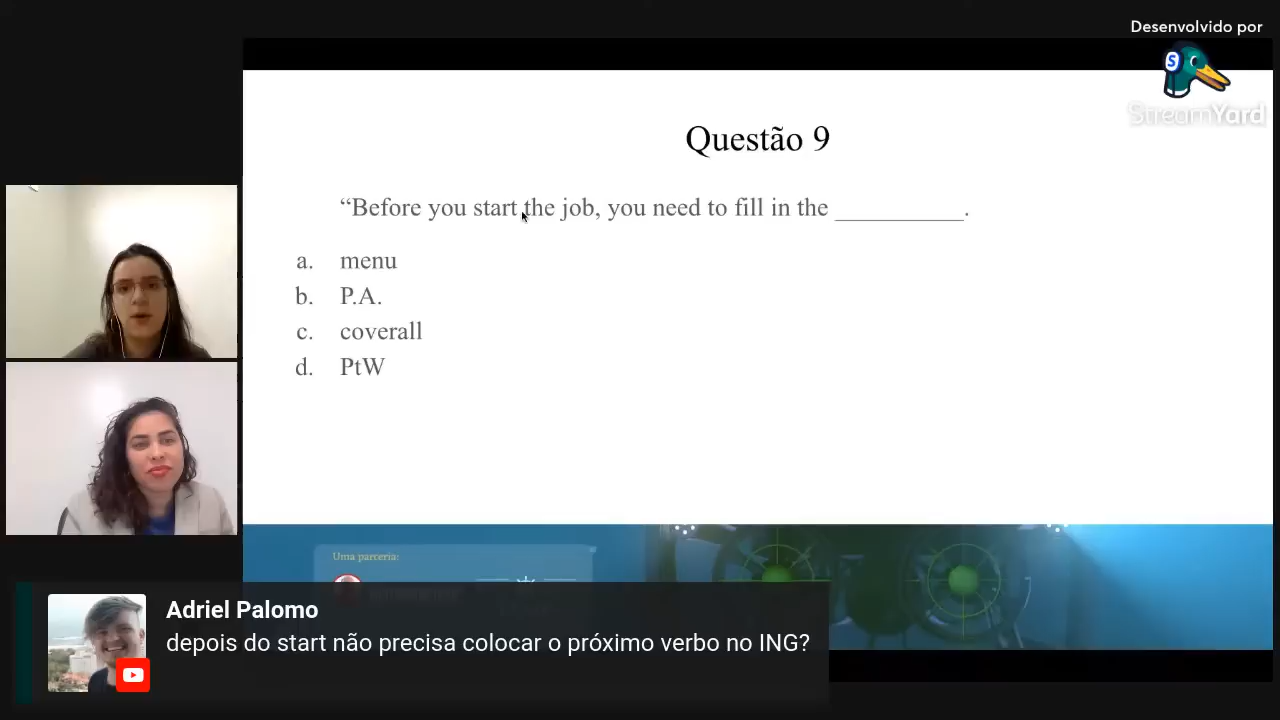 Desenvolvido por
StreamYard
Questão 9
“Before you start the job, you need to fill in the __________.
a. menu
b. P.A.
c. coverall
d. PtW
Uma parceria:
Adriel Palomo
depois do start não precisa colocar o próximo verbo no ING?